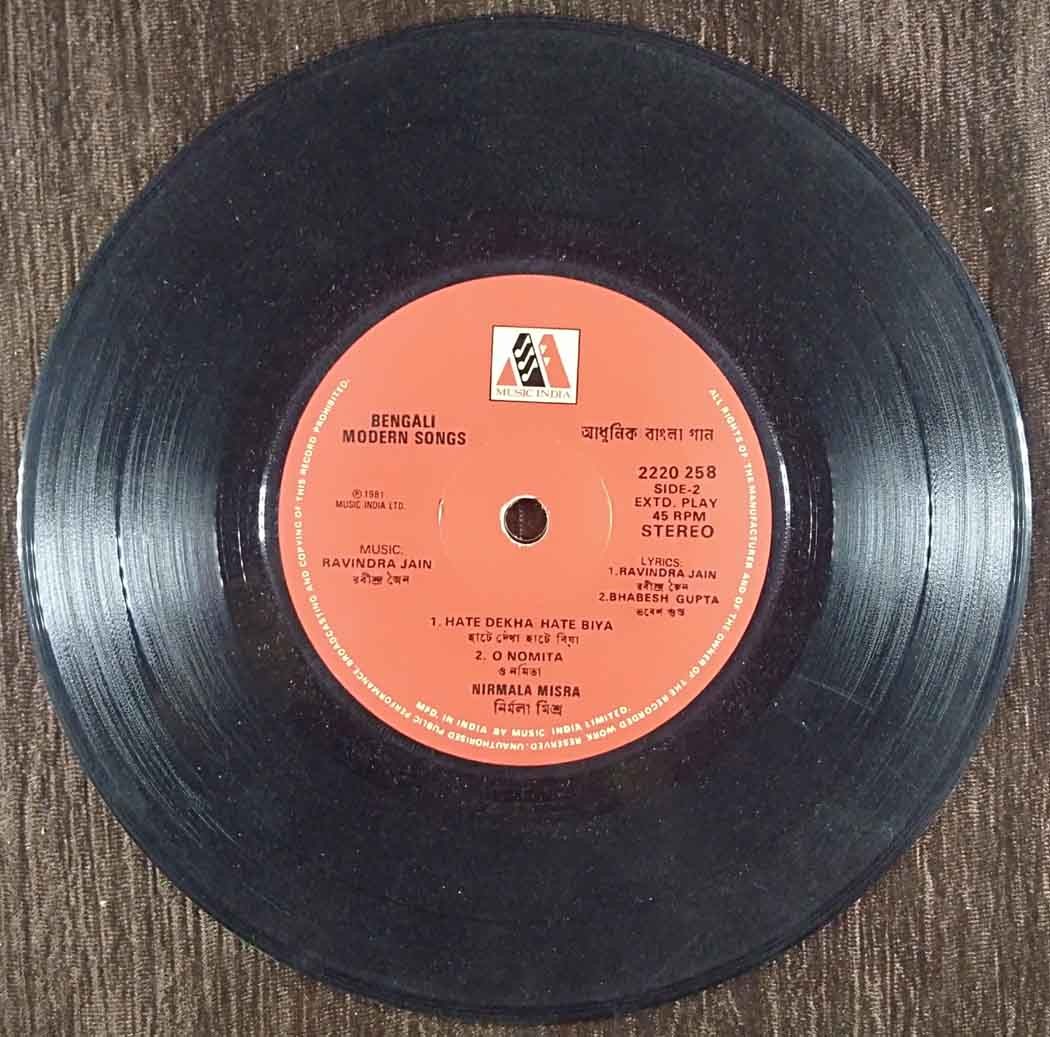 MUSIC INDIA
BENGALI
MODERN SONGS
আধুনিক বাংলা গান
℗ 1981
MUSIC INDIA LTD.
2220 258
SIDE-2
EXTD. PLAY
45 RPM
STEREO
MUSIC:
RAVINDRA JAIN
রবীন্দ্র জৈন
LYRICS:
1. RAVINDRA JAIN
রবীন্দ্র জৈন
2. BHABESH GUPTA
ভবেশ গুপ্ত
1. HATE DEKHA HATE BIYA
হাটে দেখা হাটে বিয়া
2. O NOMITA
ও নমিতা
NIRMALA MISRA
নির্মলা মিশ্র
ALL RIGHTS OF THE MANUFACTURER AND OF THE OWNER OF THE RECORDED WORK RESERVED. UNAUTHORISED PUBLIC PERFORMANCE BROADCASTING AND COPYING OF THIS RECORD PROHIBITED.
MFD. IN INDIA BY MUSIC INDIA LIMITED.